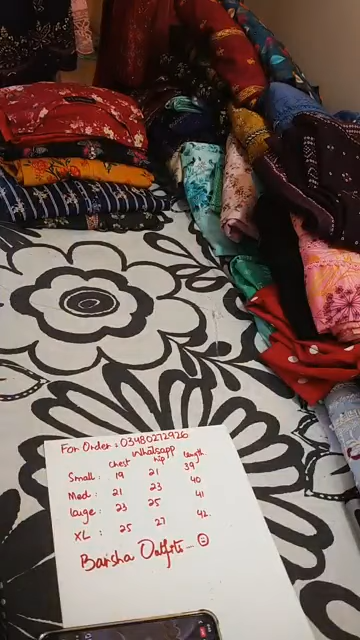 For Order : 03480272926
Whatsapp
Chest hip length
Small : 19 21 39
Med : 21 23 40
Large : 23 25 41
XL : 25 27 42
Barsha Outfits_ ☺